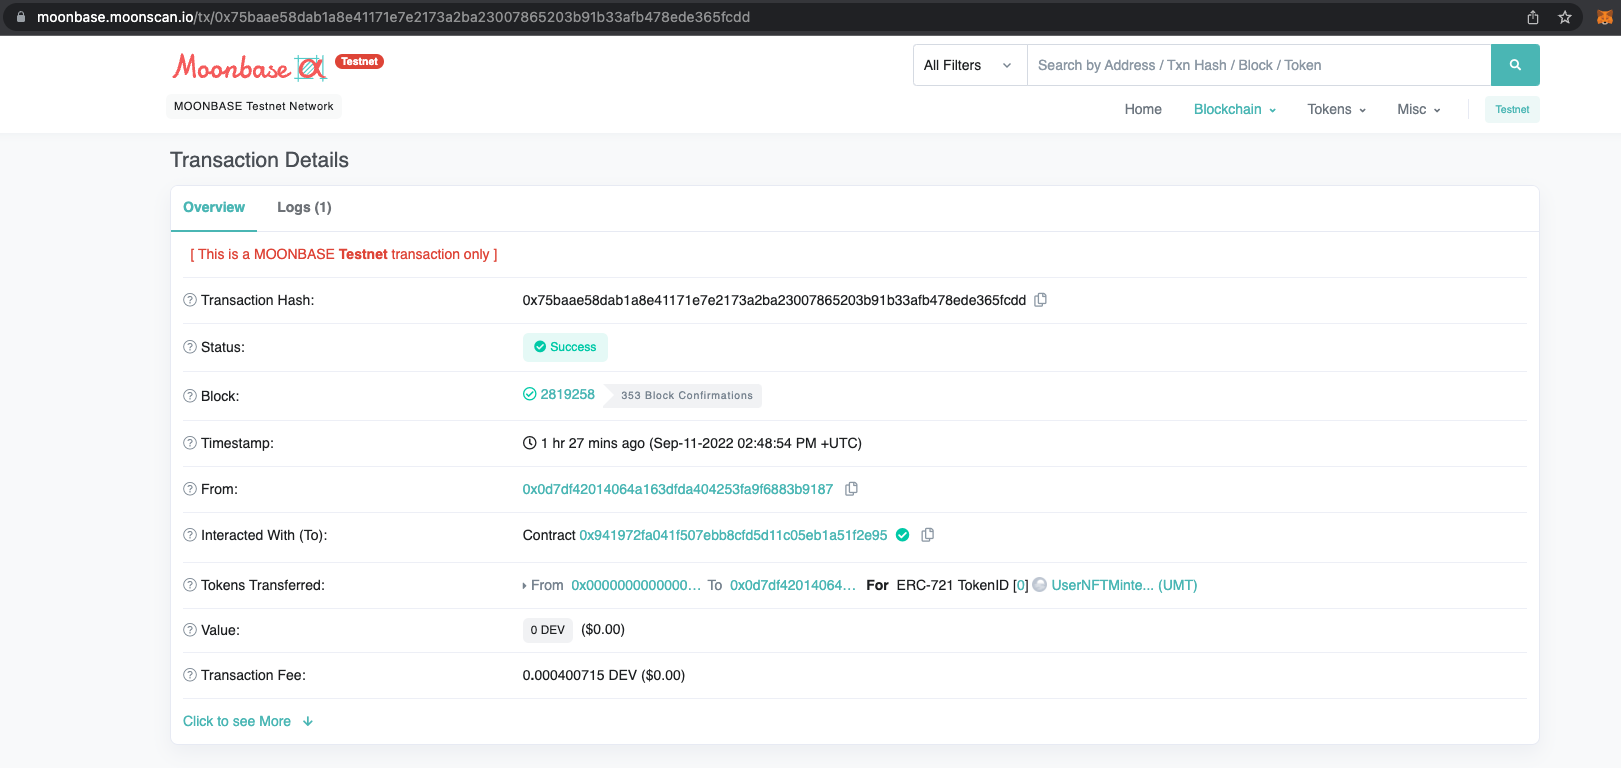 moonbase.moonscan.io/tx/0x75baae58dab1a8e41171e7e2173a2ba23007865203b91b33afb478ede365fcdd
Moonbase α Testnet
All Filters Search by Address / Txn Hash / Block / Token
MOONBASE Testnet Network
Home Blockchain Tokens Misc Testnet
Transaction Details
Overview Logs (1)
[ This is a MOONBASE Testnet transaction only ]
Transaction Hash: 0x75baae58dab1a8e41171e7e2173a2ba23007865203b91b33afb478ede365fcdd
Status: Success
Block: 2819258 353 Block Confirmations
Timestamp: 1 hr 27 mins ago (Sep-11-2022 02:48:54 PM +UTC)
From: 0x0d7df42014064a163dfda404253fa9f6883b9187
Interacted With (To): Contract 0x941972fa041f507ebb8cfd5d11c05eb1a51f2e95
Tokens Transferred: From 0x0000000000000... To 0x0d7df42014064... For ERC-721 TokenID [0] UserNFTMinte... (UMT)
Value: 0 DEV ($0.00)
Transaction Fee: 0.000400715 DEV ($0.00)
Click to see More